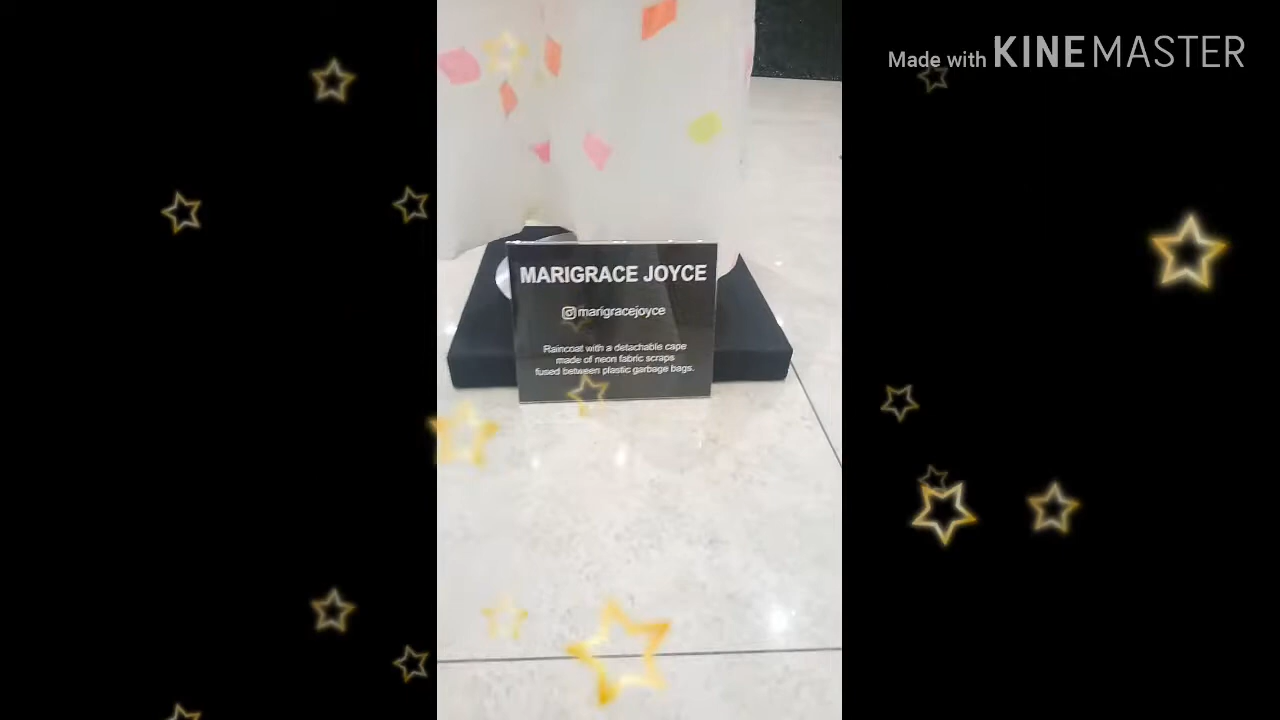 Made with KINEMASTER
MARIGRACE JOYCE
marigracejoyce
Raincoat with a detachable cape
made of neon fabric scraps
fused between plastic garbage bags.